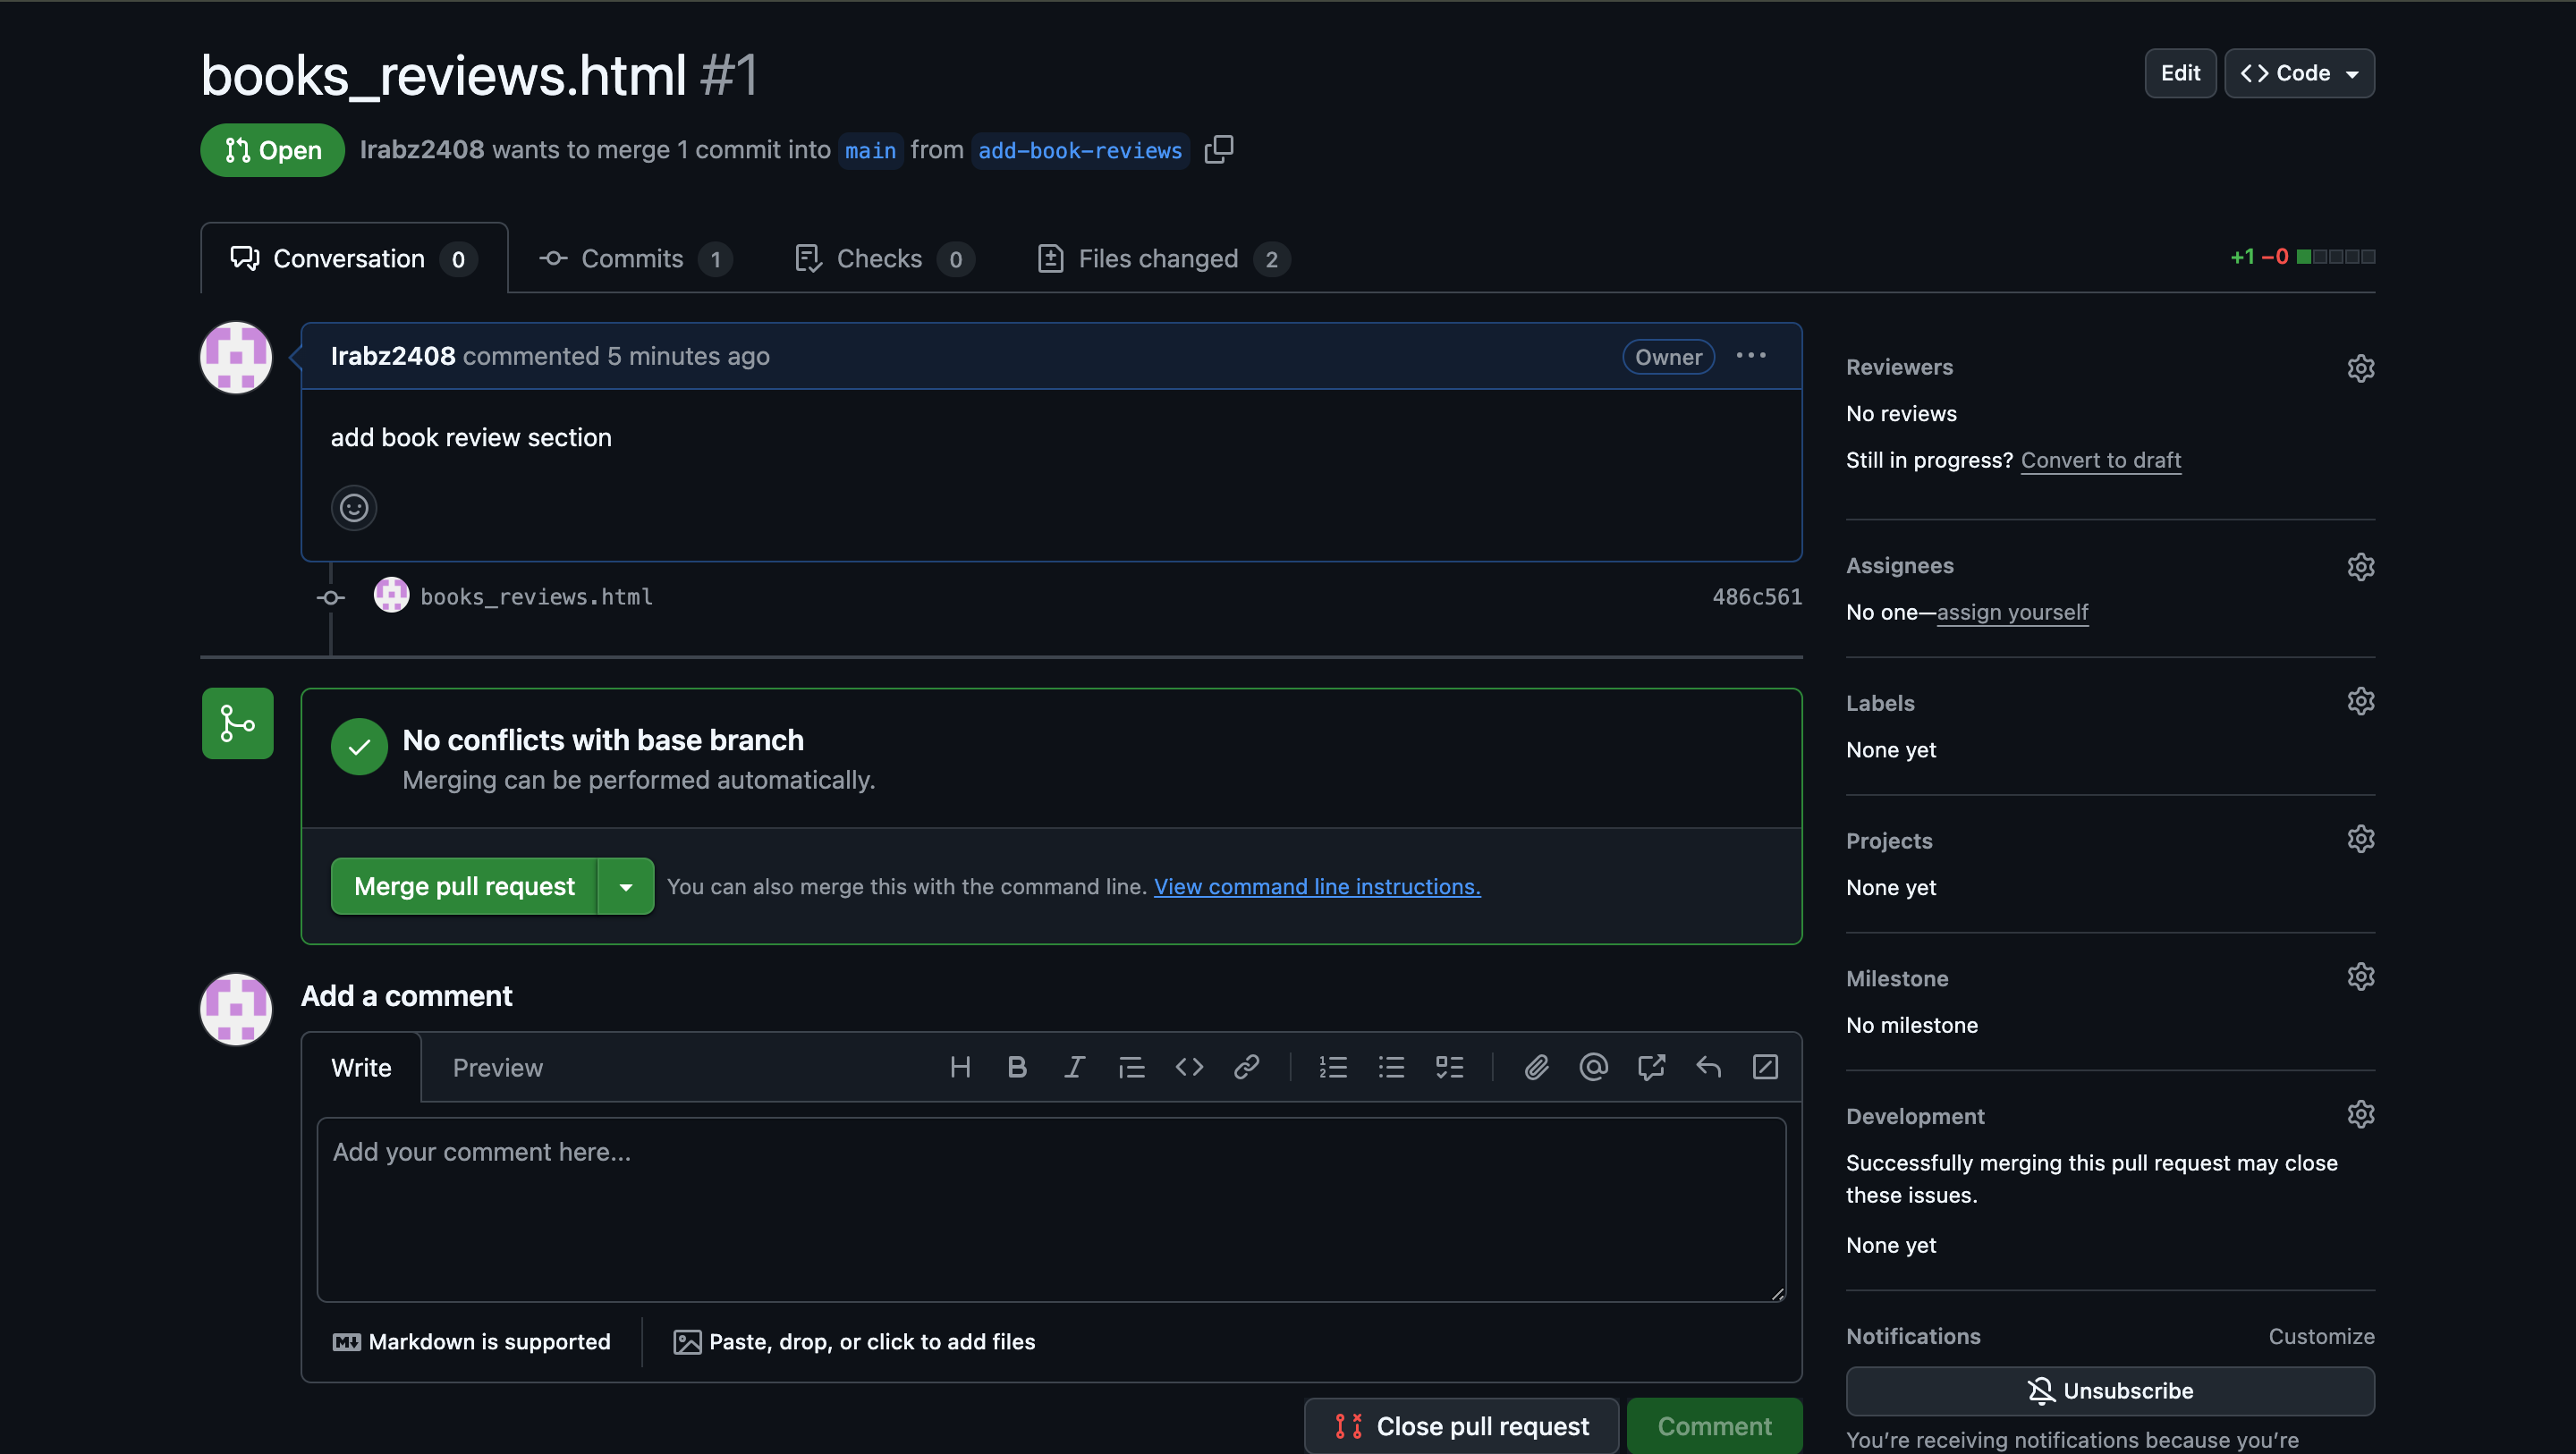 books_reviews.html #1
Edit
Code
Open
Irabz2408 wants to merge 1 commit into main from add-book-reviews
Conversation 0
Commits 1
Checks 0
Files changed 2
+1 −0
Irabz2408 commented 5 minutes ago
Owner
add book review section
books_reviews.html
486c561
No conflicts with base branch
Merging can be performed automatically.
Merge pull request
You can also merge this with the command line. View command line instructions.
Add a comment
Write
Preview
Add your comment here...
Markdown is supported
Paste, drop, or click to add files
Close pull request
Comment
Reviewers
No reviews
Still in progress? Convert to draft
Assignees
No one—assign yourself
Labels
None yet
Projects
None yet
Milestone
No milestone
Development
Successfully merging this pull request may close
these issues.
None yet
Notifications
Customize
Unsubscribe
You're receiving notifications because you're